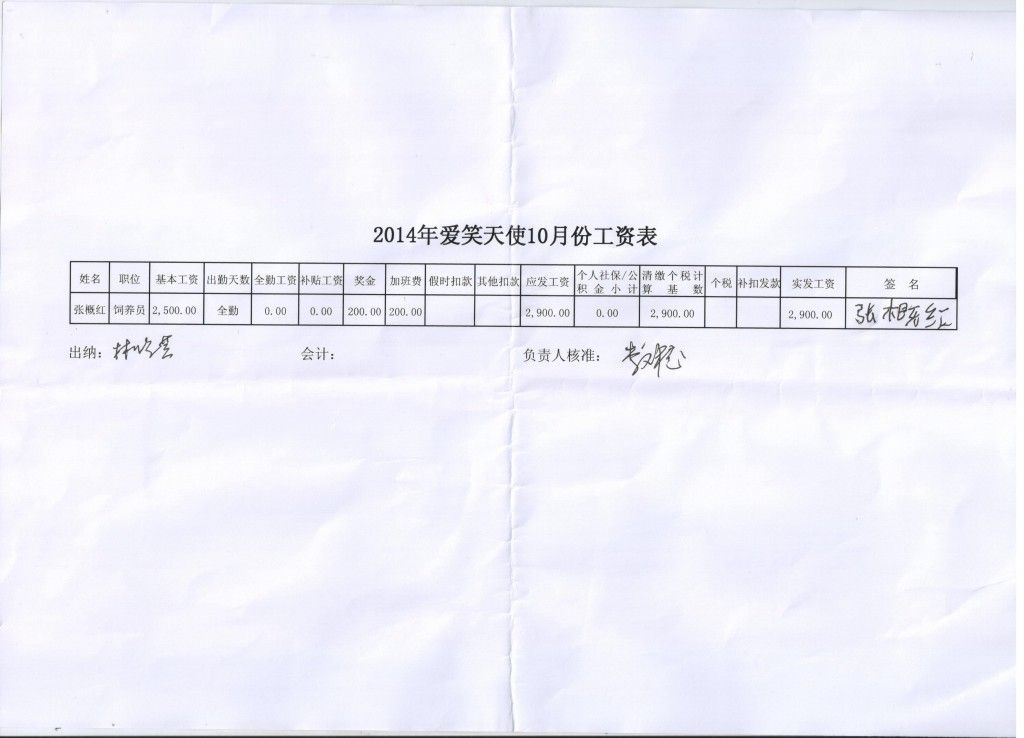 2014年爱笑天使10月份工资表
姓名 职位 基本工资 出勤天数 全勤工资 补贴工资 奖金 加班费 假时扣款 其他扣款 应发工资 个人社保/公积金小计 清缴个税计算基数 个税 补扣发款 实发工资 签 名
张概红 饲养员 2,500.00 全勤 0.00 0.00 200.00 200.00 2,900.00 0.00 2,900.00 2,900.00 张概红
出纳: 会计: 负责人核准: